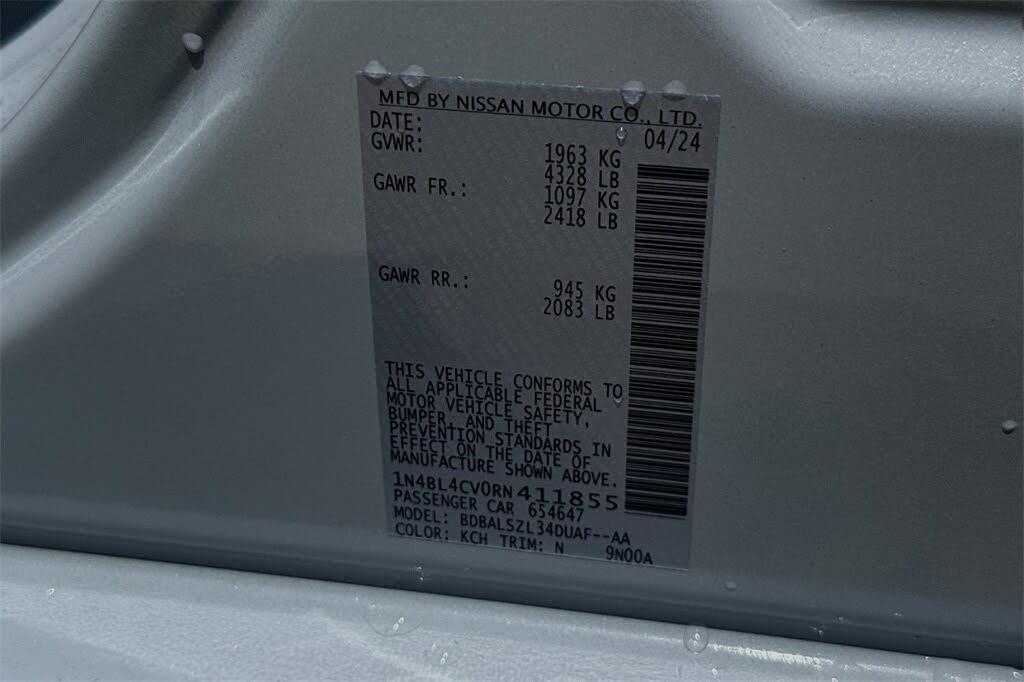 MFD BY NISSAN MOTOR CO., LTD.
DATE: 04/24
GVWR: 1963 KG
4328 LB
GAWR FR.: 1097 KG
2418 LB
GAWR RR.: 945 KG
2083 LB
THIS VEHICLE CONFORMS TO
ALL APPLICABLE FEDERAL
MOTOR VEHICLE SAFETY,
BUMPER, AND THEFT
PREVENTION STANDARDS IN
EFFECT ON THE DATE OF
MANUFACTURE SHOWN ABOVE.
1N4BL4CV0RN411855
PASSENGER CAR 654647
MODEL: BDBALSZL34DUAF--AA
COLOR: KCH TRIM: N 9N00A